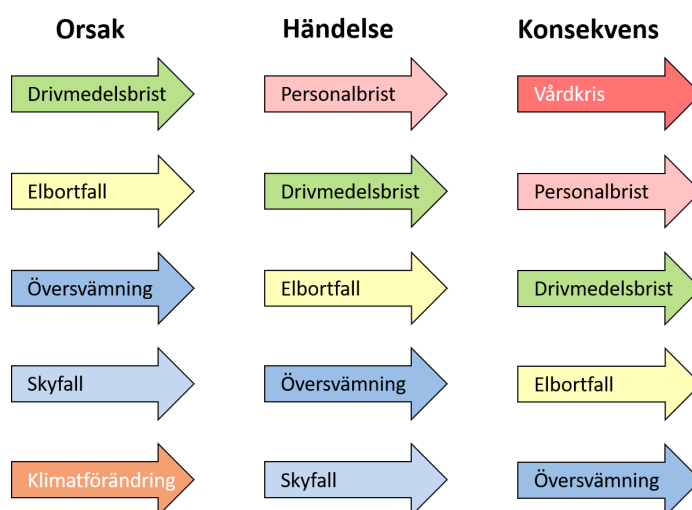 Orsak Händelse Konsekvens
Drivmedelsbrist Personalbrist Vårdkris
Elbortfall Drivmedelsbrist Personalbrist
Översvämning Elbortfall Drivmedelsbrist
Skyfall Översvämning Elbortfall
Klimatförändring Skyfall Översvämning